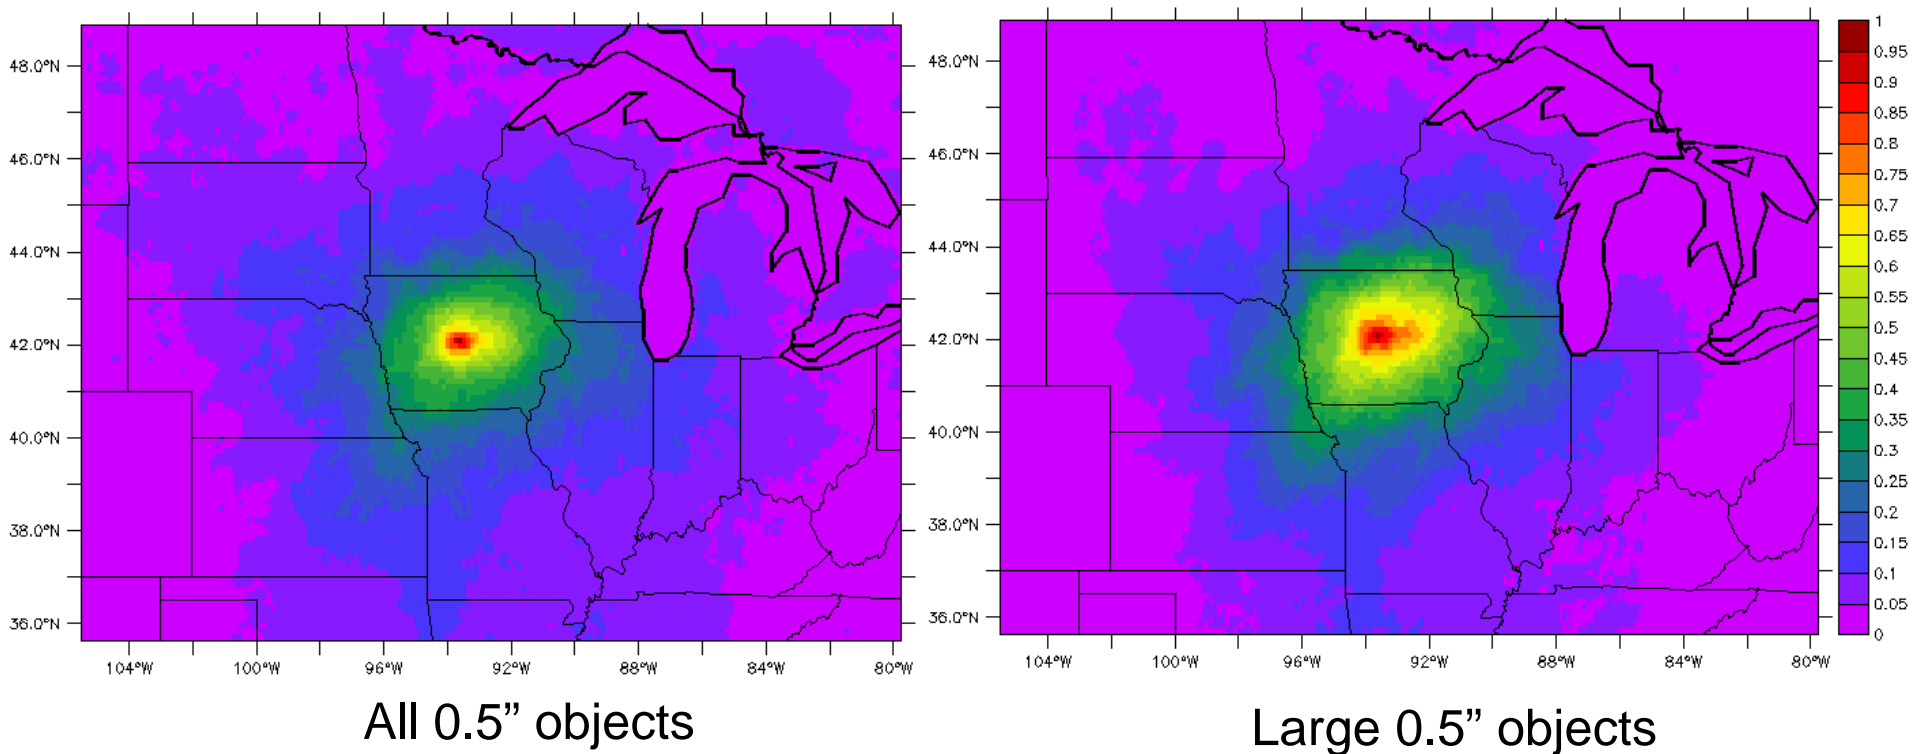 48.0°N
46.0°N
44.0°N
42.0°N
40.0°N
38.0°N
36.0°N
104°W 100°W 96°W 92°W 88°W 84°W 80°W
All 0.5” objects
48.0°N
46.0°N
44.0°N
42.0°N
40.0°N
38.0°N
36.0°N
104°W 100°W 96°W 92°W 88°W 84°W 80°W
Large 0.5” objects
1
0.95
0.9
0.85
0.8
0.75
0.7
0.65
0.6
0.55
0.5
0.45
0.4
0.35
0.3
0.25
0.2
0.15
0.1
0.05
0